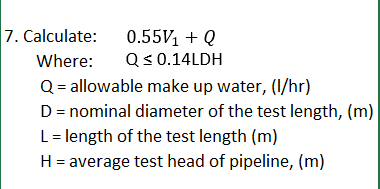 7. Calculate: 0.55V₁ + Q
Where: Q ≤ 0.14LDH
Q = allowable make up water, (l/hr)
D = nominal diameter of the test length, (m)
L = length of the test length (m)
H = average test head of pipeline, (m)